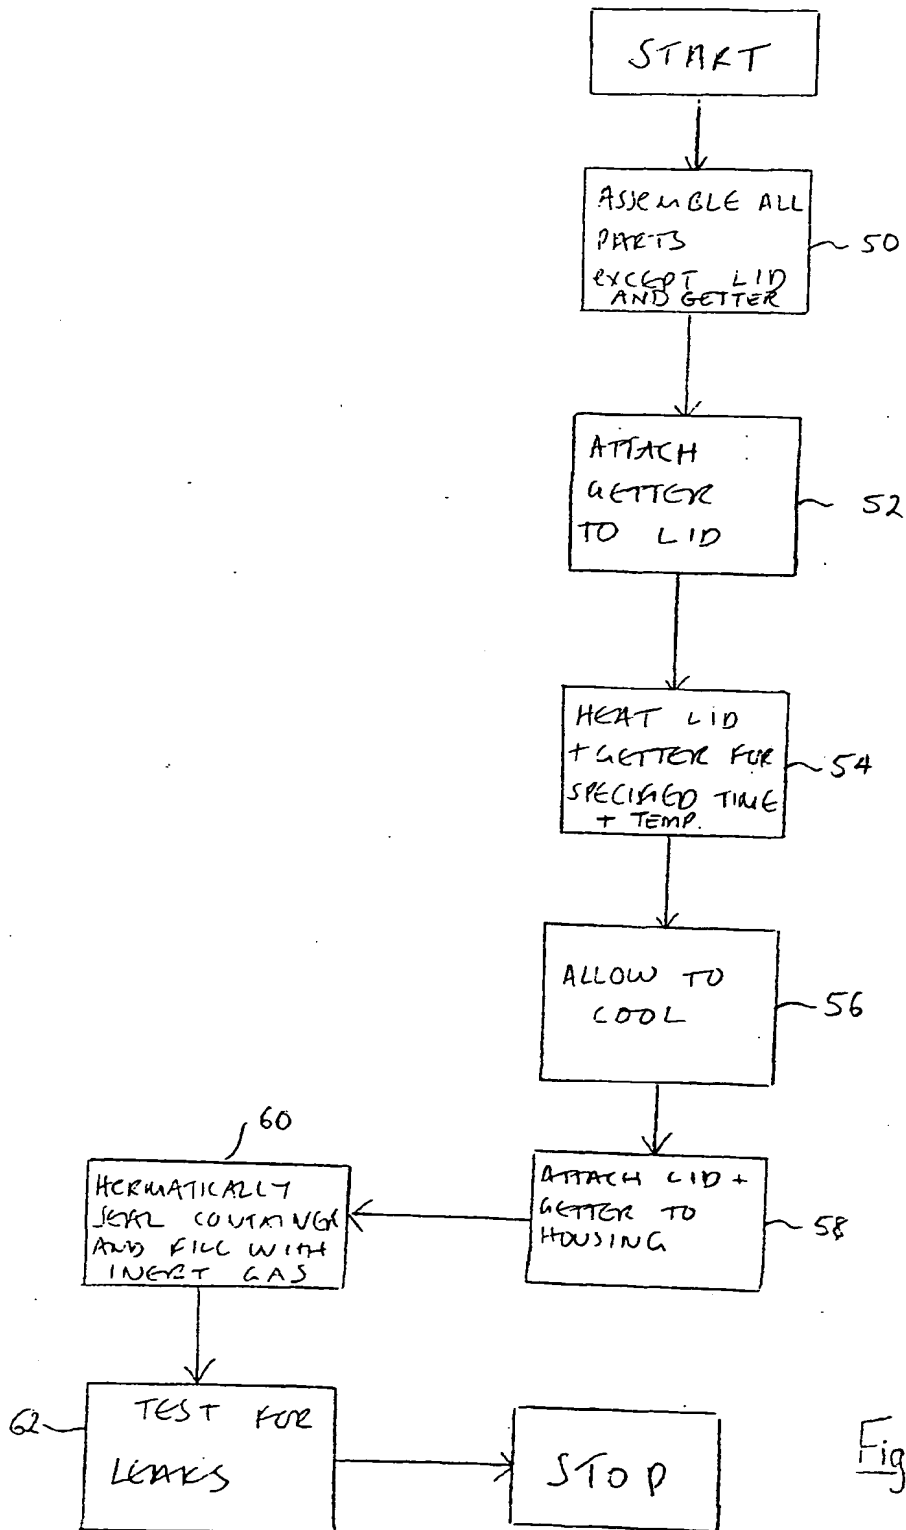 START
ASSEMBLE ALL
PARTS
EXCEPT LID
AND GETTER
50
ATTACH
GETTER
TO LID
52
HEAT LID
+ GETTER FOR
SPECIFIED TIME
+ TEMP.
54
ALLOW TO
COOL
56
ATTACH LID +
GETTER TO
HOUSING
58
60
HERMATICALLY
SEAL CONTAINER
AND FILL WITH
INERT GAS
62
TEST FOR
LEAKS
STOP
Fig